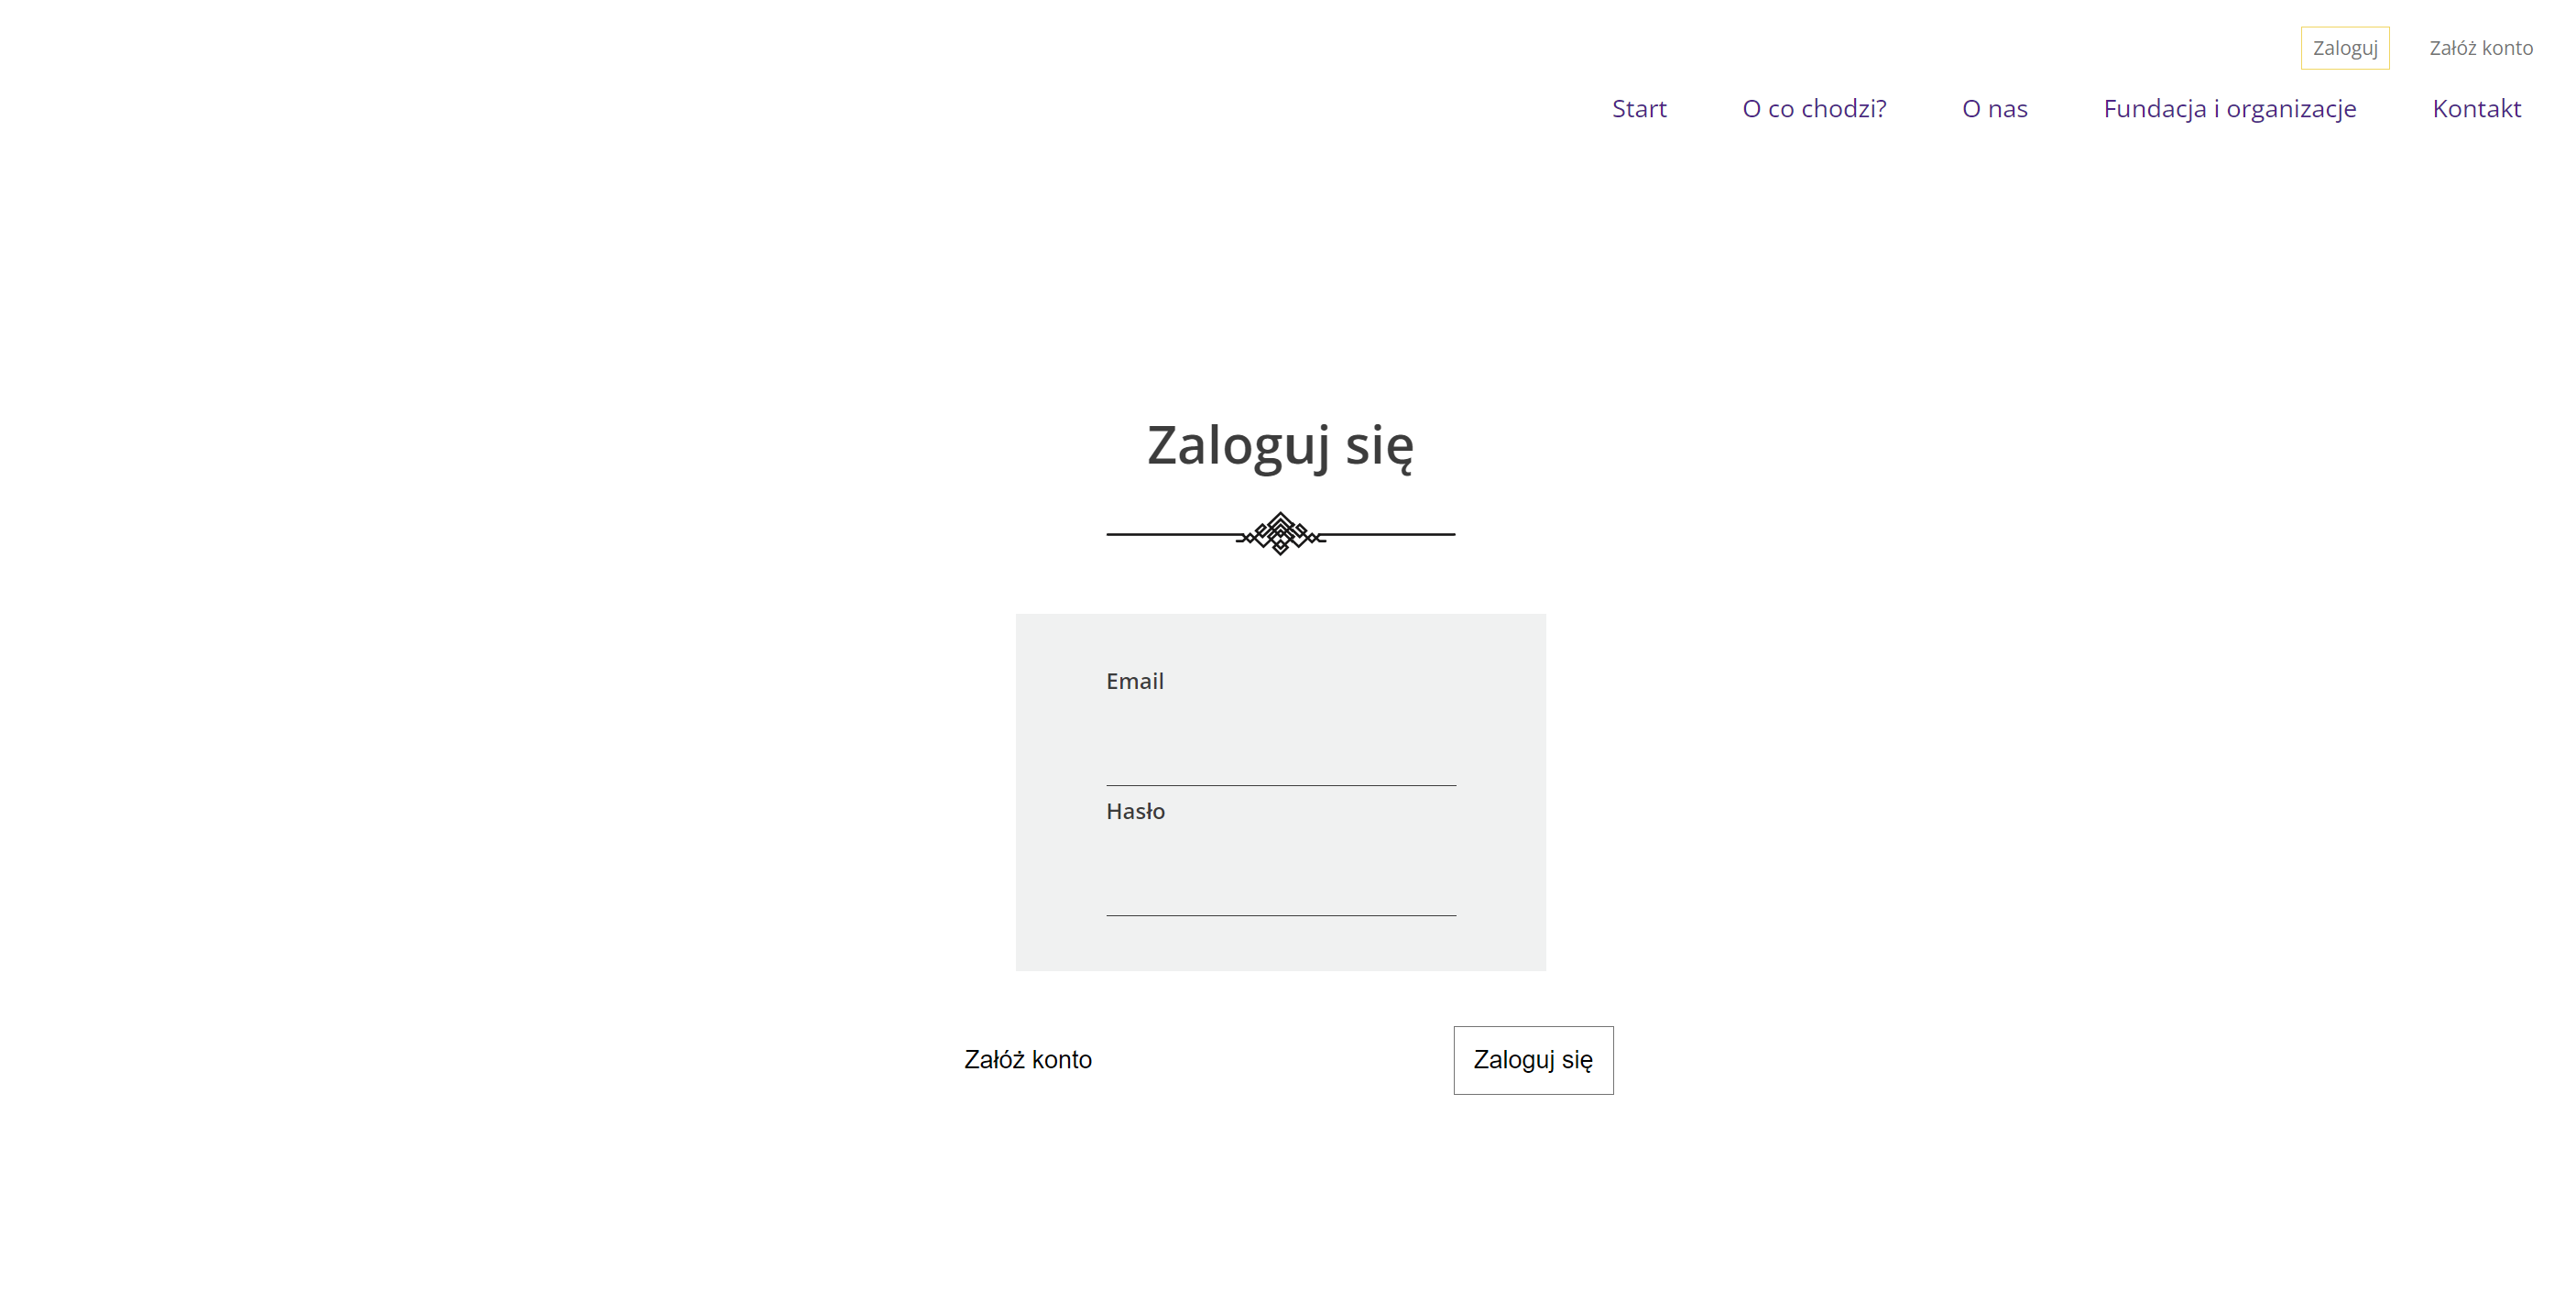 Zaloguj Załóż konto
Start O co chodzi? O nas Fundacja i organizacje Kontakt
Zaloguj się
Email
Hasło
Załóż konto Zaloguj się